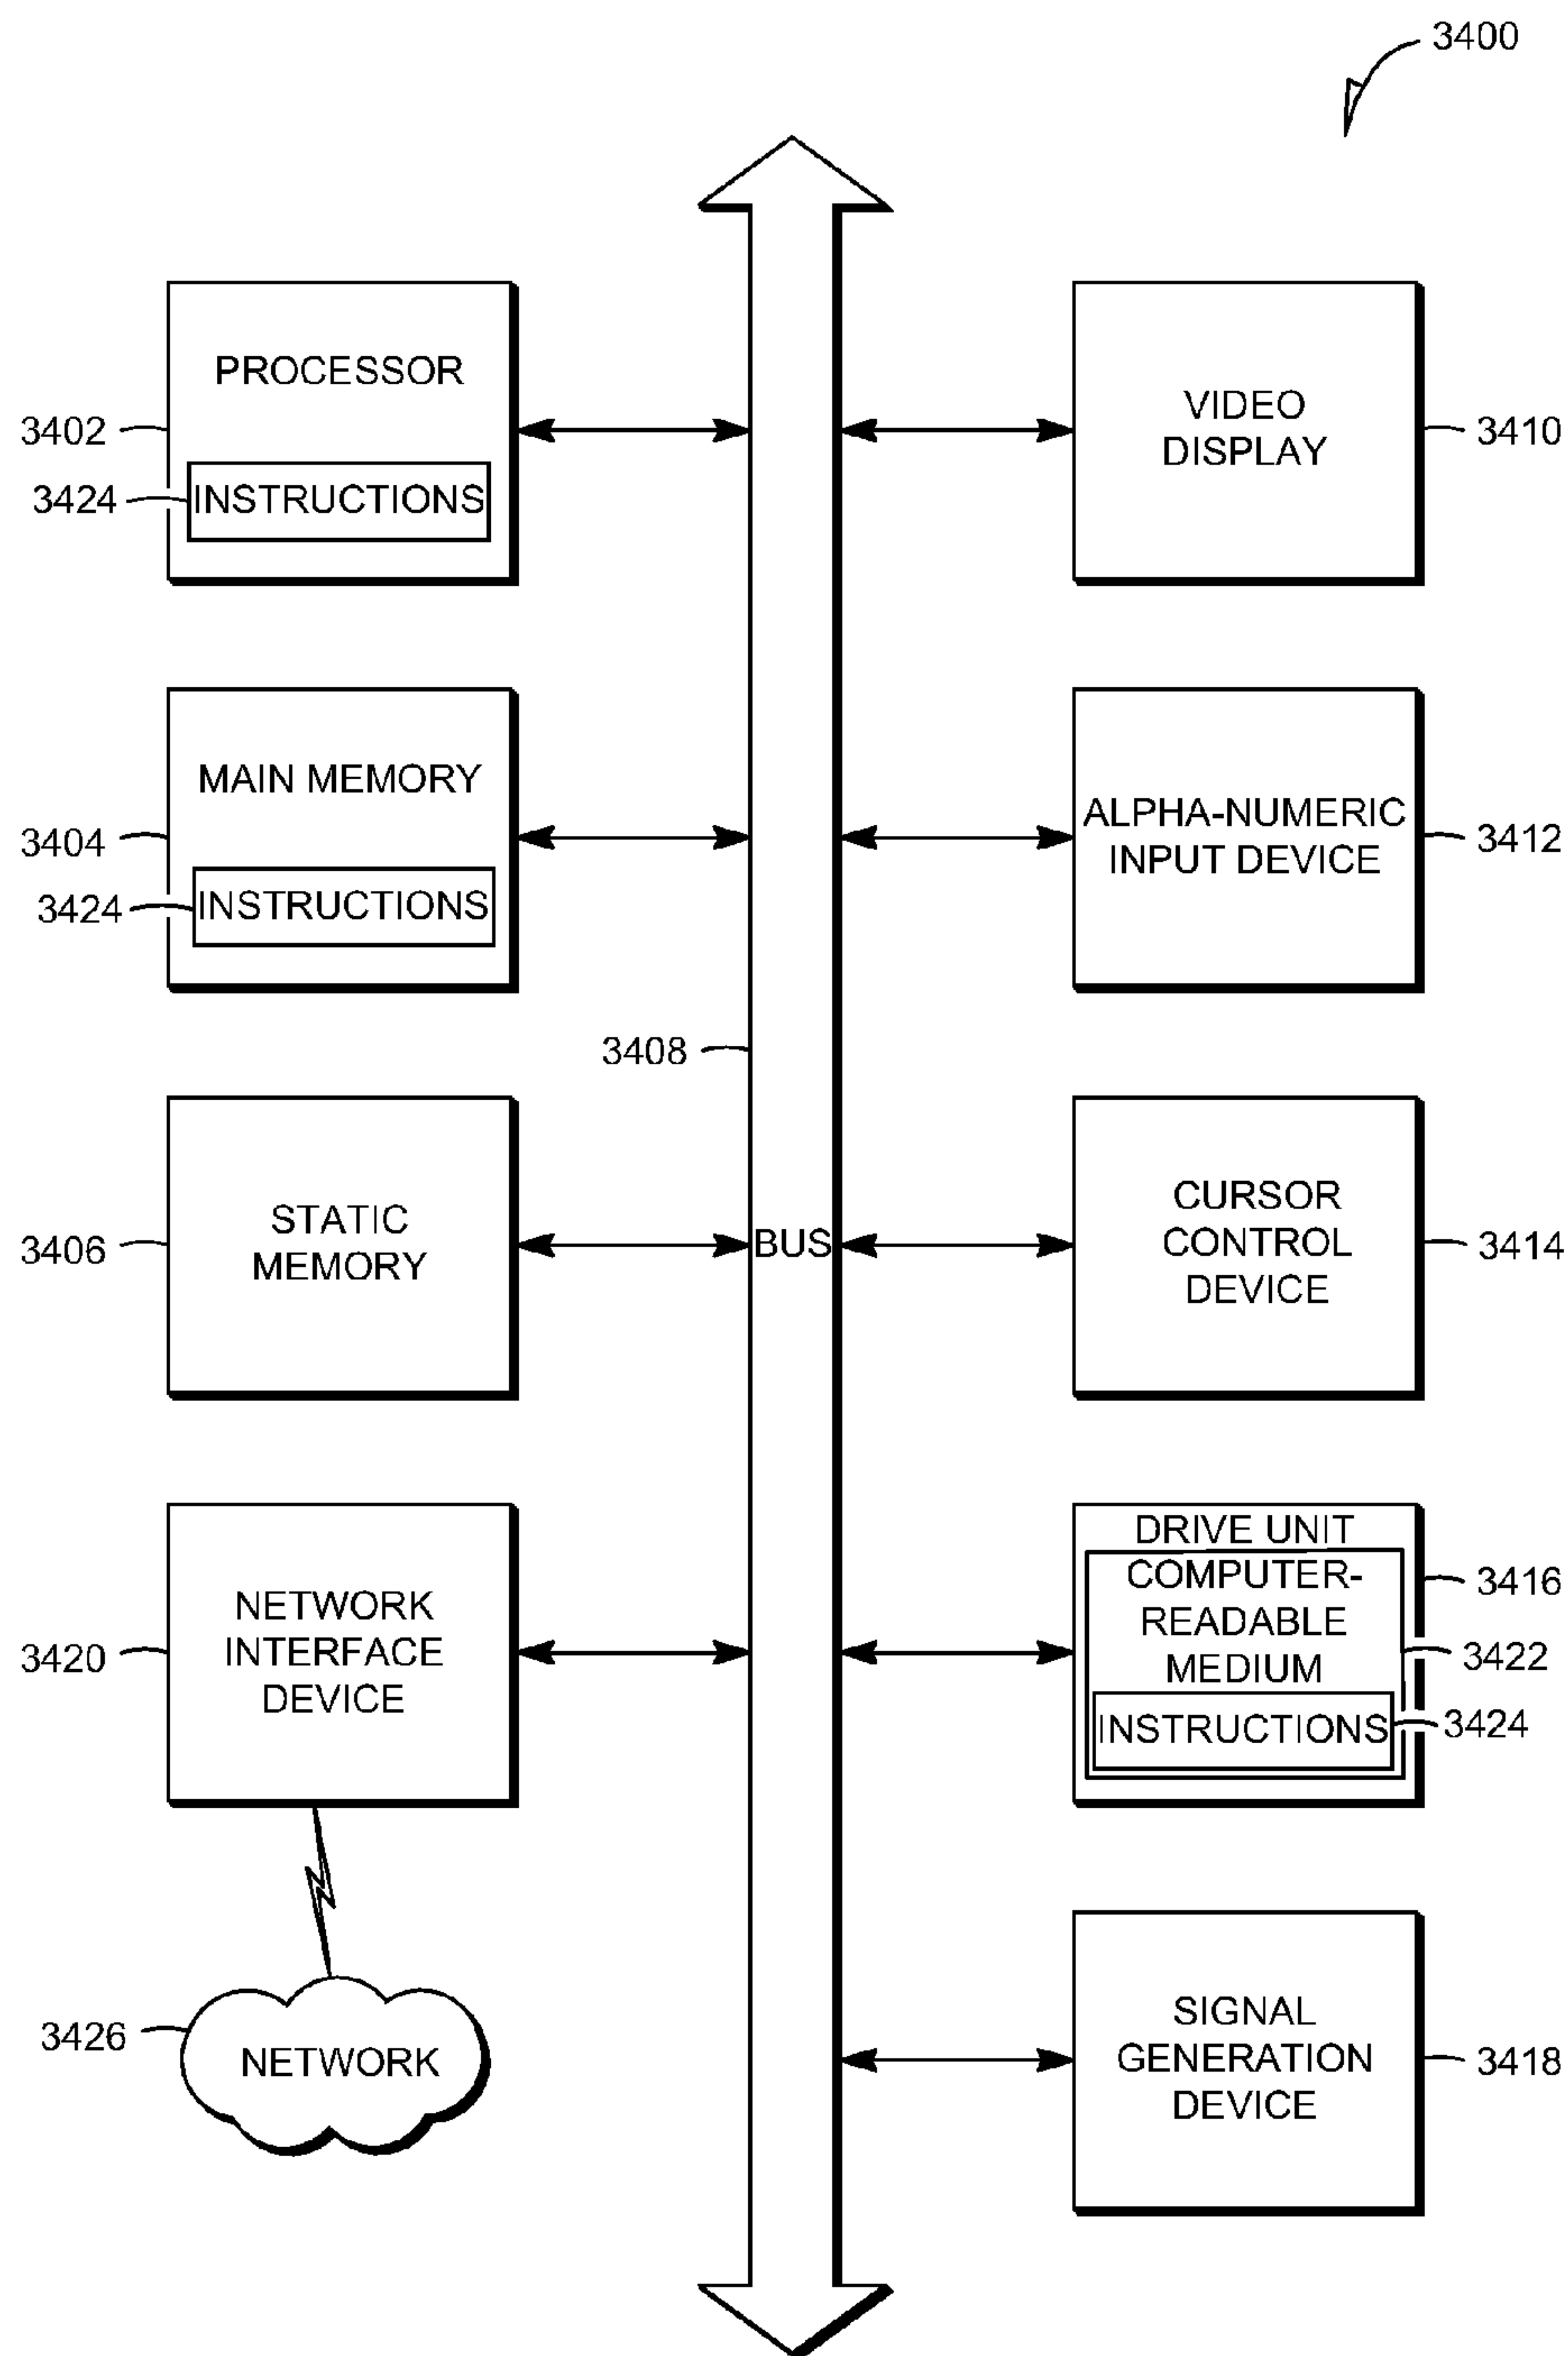 3400
PROCESSOR
3402
3424
INSTRUCTIONS
VIDEO
DISPLAY
3410
MAIN MEMORY
3404
3424
INSTRUCTIONS
ALPHA-NUMERIC
INPUT DEVICE
3412
3408
STATIC
MEMORY
3406
BUS
CURSOR
CONTROL
DEVICE
3414
NETWORK
INTERFACE
DEVICE
3420
DRIVE UNIT
COMPUTER-
READABLE
MEDIUM
INSTRUCTIONS
3416
3422
3424
3426
NETWORK
SIGNAL
GENERATION
DEVICE
3418